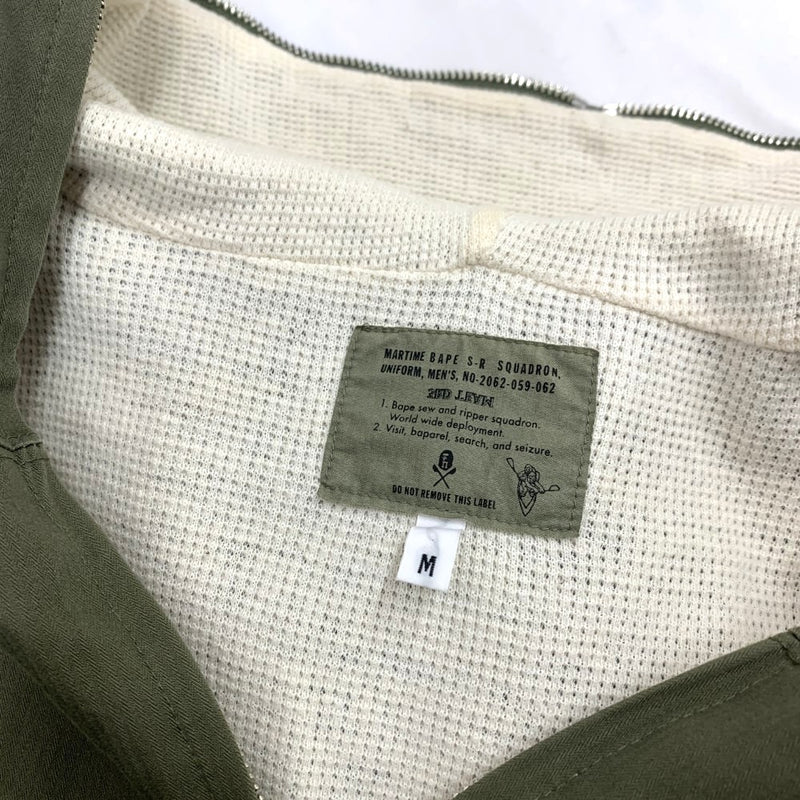 MARTIME BAPE S-R SQUADRON,
UNIFORM, MEN'S, NO-2062-059-062
1. Bape sew and ripper squadron.
World wide deployment.
2. Visit, baparel, search, and seizure.
DO NOT REMOVE THIS LABEL
M